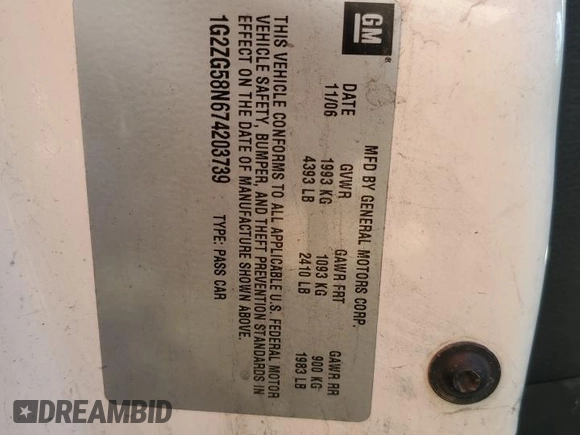 GM
®
MFD BY GENERAL MOTORS CORP.
DATE GVWR GAWR FRT GAWR RR
11/06 1993 KG 1093 KG 900 KG
4393 LB 2410 LB 1983 LB
THIS VEHICLE CONFORMS TO ALL APPLICABLE U.S. FEDERAL MOTOR
VEHICLE SAFETY, BUMPER, AND THEFT PREVENTION STANDARDS IN
EFFECT ON THE DATE OF MANUFACTURE SHOWN ABOVE.
1G2ZG58N674203739 TYPE: PASS CAR
DREAMBID